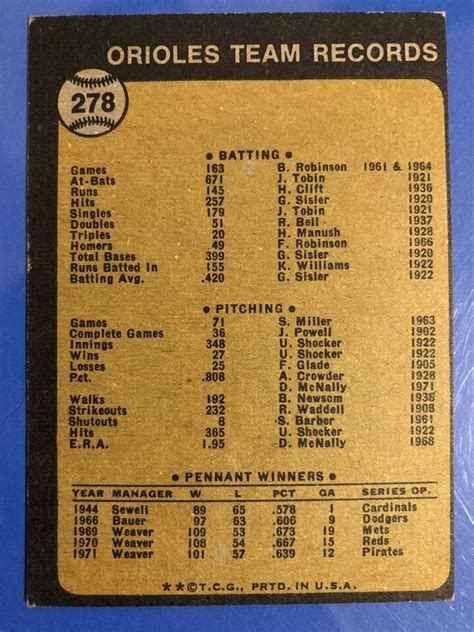 ORIOLES TEAM RECORDS
278
● BATTING ●
Games 163 B. Robinson 1961 & 1964
At-Bats 671 J. Tobin 1921
Runs 145 H. Clift 1936
Hits 257 G. Sisler 1920
Singles 179 J. Tobin 1921
Doubles 51 R. Bell 1937
Triples 20 H. Manush 1928
Homers 49 F. Robinson 1966
Total Bases 399 G. Sisler 1920
Runs Batted In 155 K. Williams 1922
Batting Avg. .420 G. Sisler 1922
● PITCHING ●
Games 71 S. Miller 1963
Complete Games 36 J. Powell 1902
Innings 348 U. Shocker 1922
Wins 27 U. Shocker 1922
Losses 25 F. Glade 1905
Pct. .808 A. Crowder 1928
D. McNally 1971
Walks 192 B. Newsom 1938
Strikeouts 232 R. Waddell 1908
Shutouts 8 S. Barber 1961
Hits 365 U. Shocker 1922
E.R.A. 1.95 D. McNally 1968
● PENNANT WINNERS ●
YEAR MANAGER W L PCT GA SERIES OP.
1944 Sewell 89 65 .578 1 Cardinals
1966 Bauer 97 63 .606 9 Dodgers
1969 Weaver 109 53 .673 19 Mets
1970 Weaver 108 54 .667 15 Reds
1971 Weaver 101 57 .639 12 Pirates
**©T.C.G., PRTD. IN U.S.A.